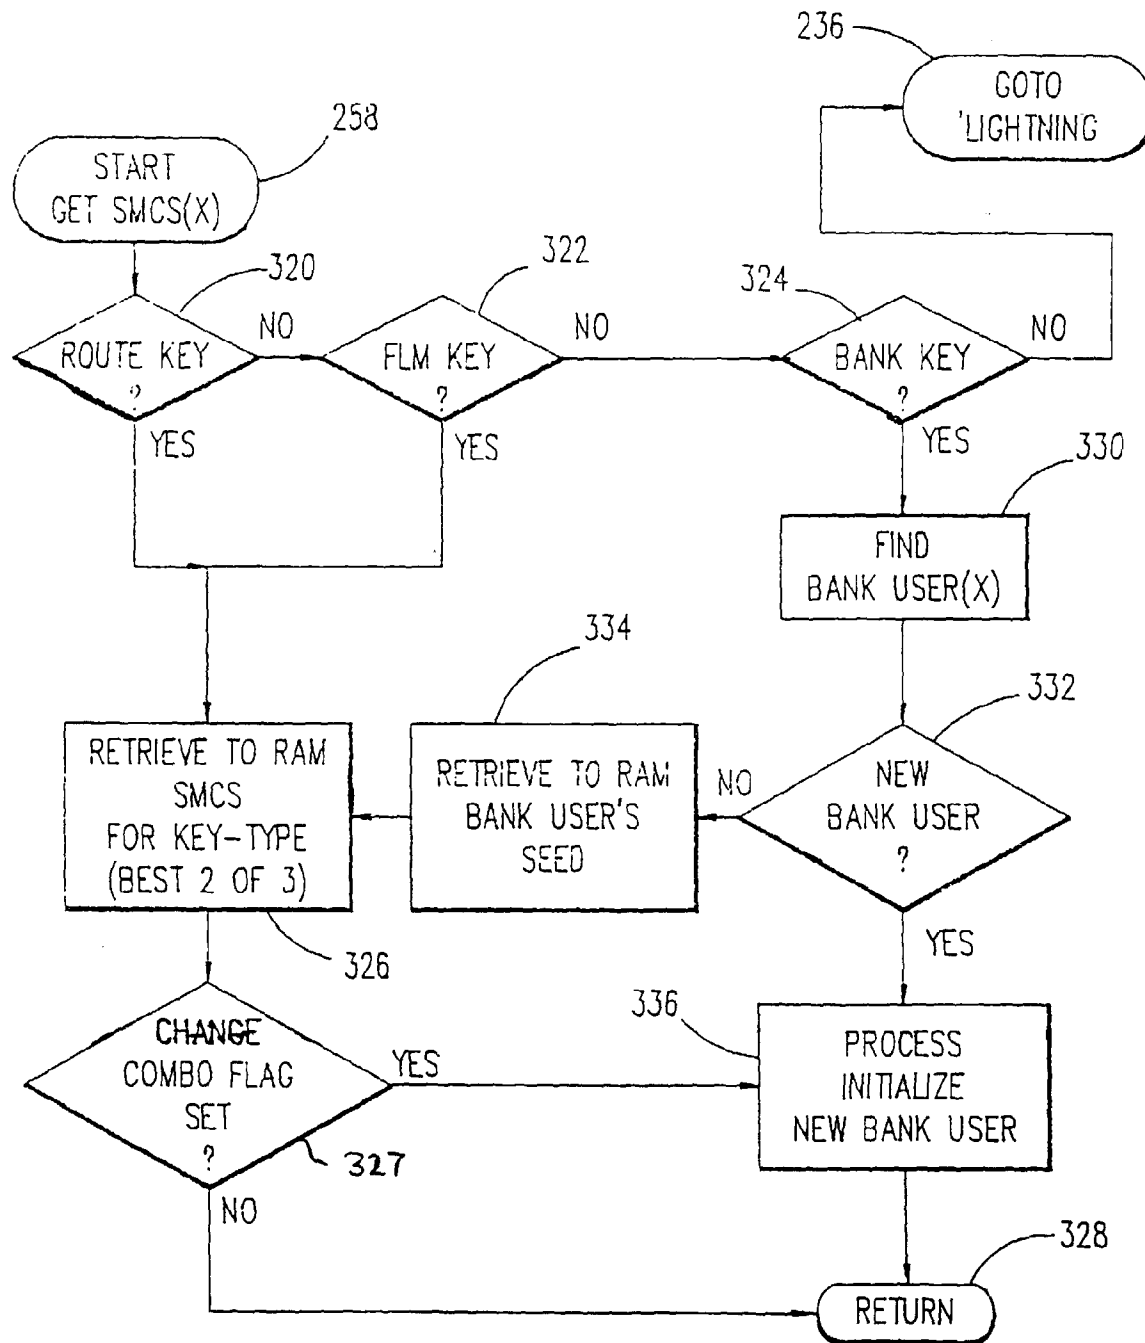 236
GOTO
'LIGHTNING
258
START
GET SMCS(X)
320
322
324
ROUTE KEY
?
NO
FLM KEY
?
NO
BANK KEY
?
NO
YES
YES
YES
330
FIND
BANK USER(X)
334
332
RETRIEVE TO RAM
SMCS
FOR KEY-TYPE
(BEST 2 OF 3)
RETRIEVE TO RAM
BANK USER'S
SEED
NO
NEW
BANK USER
?
326
YES
336
CHANGE
COMBO FLAG
SET
?
YES
PROCESS
INITIALIZE
NEW BANK USER
327
NO
328
RETURN